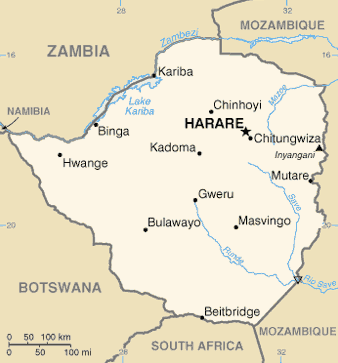 28
32
MOZAMBIQUE
ZAMBIA
Zambezi
16
16
Kariba
Lake
Kariba
Mazoe
Chinhoyi
NAMIBIA
HARARE
Binga
Chitungwiza
Kadoma
Inyangani
Hwange
Mutare
Gweru
Save
20
Bulawayo
Masvingo
20
Runde
Rio Save
BOTSWANA
Beitbridge
0 50 100 km
0 50 100 mi
SOUTH AFRICA
MOZAMBIQUE
28